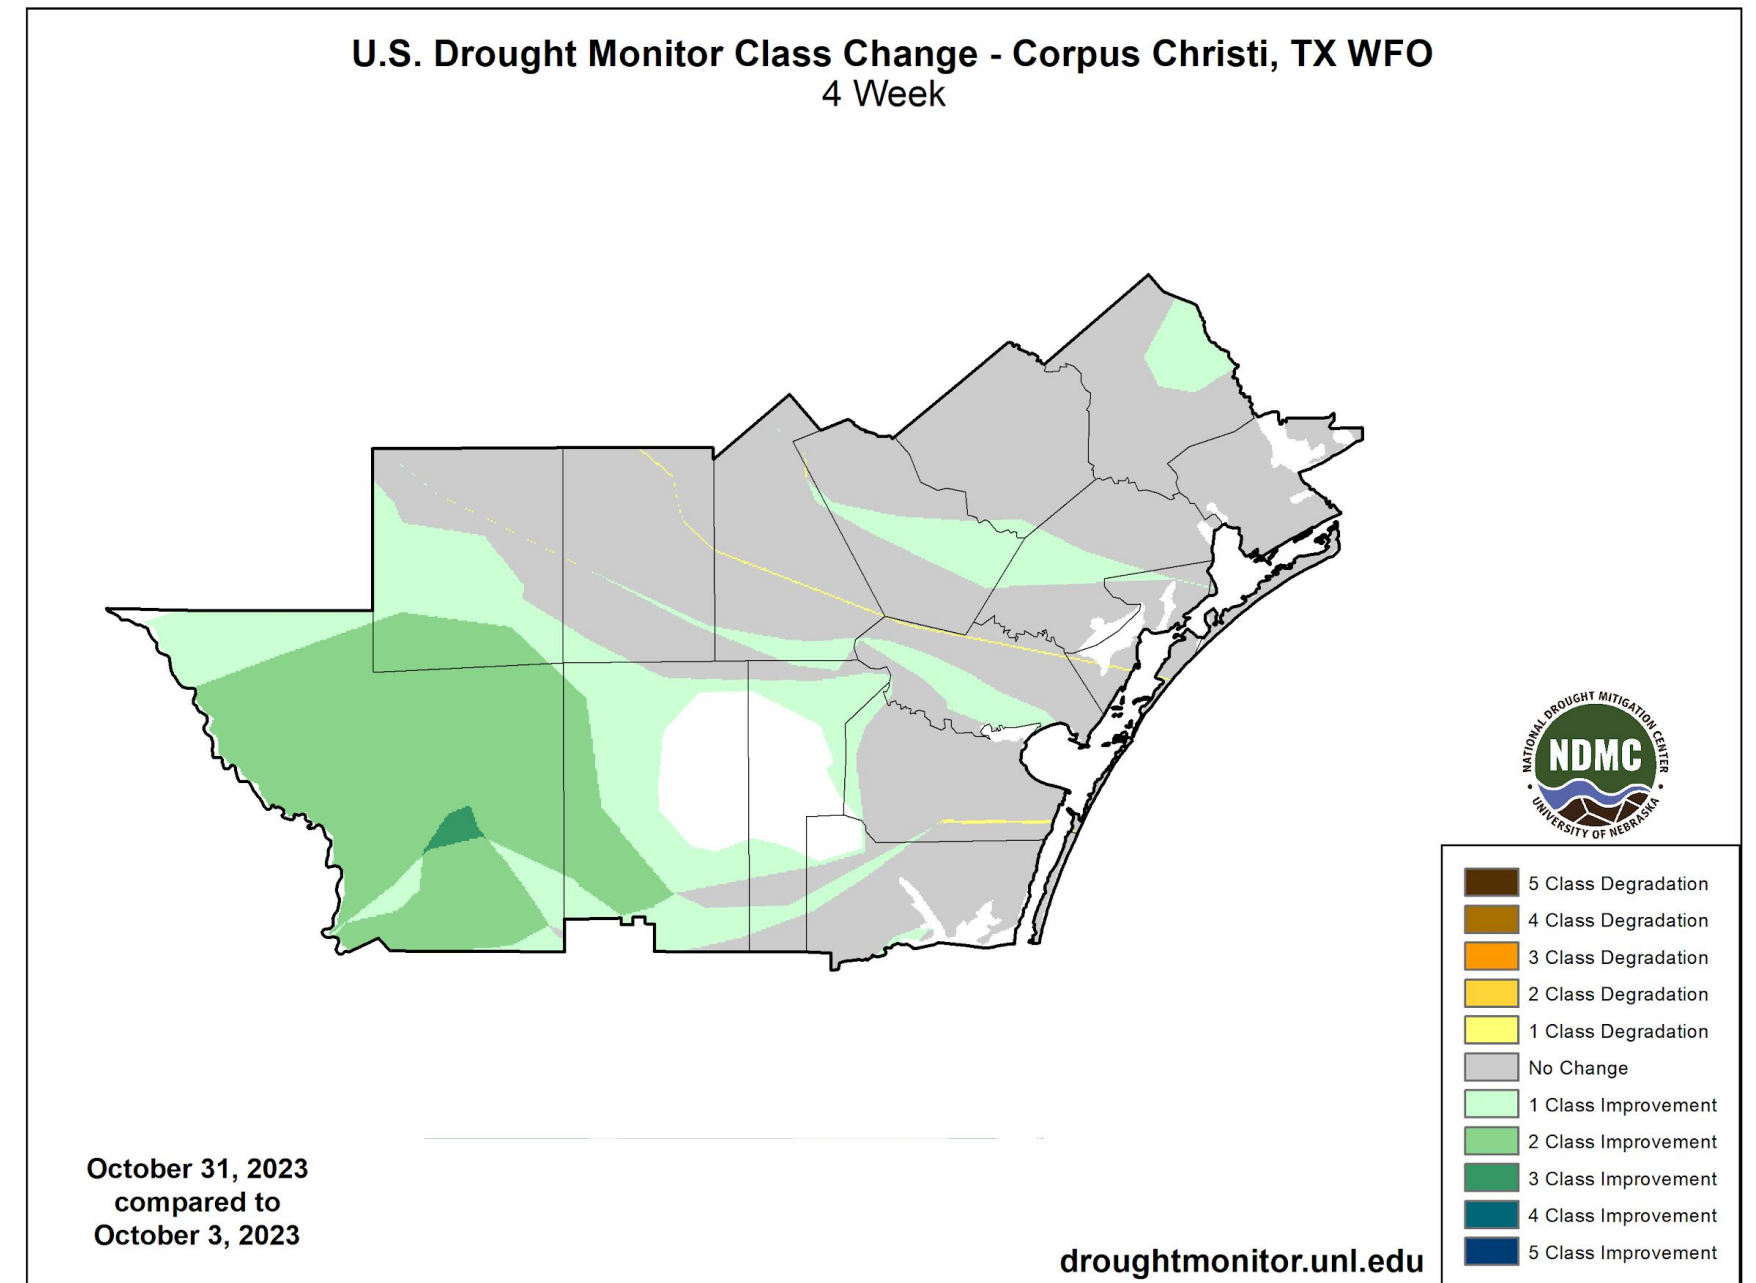 U.S. Drought Monitor Class Change - Corpus Christi, TX WFO
4 Week
NATIONAL DROUGHT MITIGATION CENTER
NDMC
UNIVERSITY OF NEBRASKA
5 Class Degradation
4 Class Degradation
3 Class Degradation
2 Class Degradation
1 Class Degradation
No Change
1 Class Improvement
2 Class Improvement
3 Class Improvement
4 Class Improvement
5 Class Improvement
October 31, 2023
compared to
October 3, 2023
droughtmonitor.unl.edu